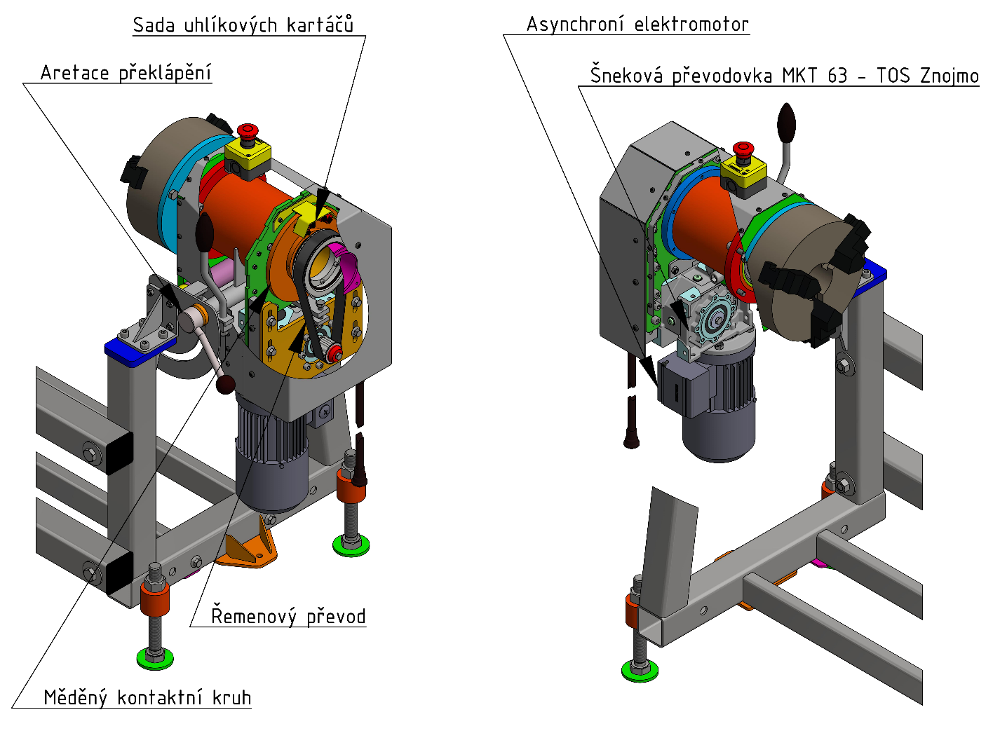 Sada uhlíkových kartáčů
Asynchroní elektromotor
Aretace překlápění
Šneková převodovka MKT 63 - TOS Znojmo
Řemenový převod
Měděný kontaktní kruh